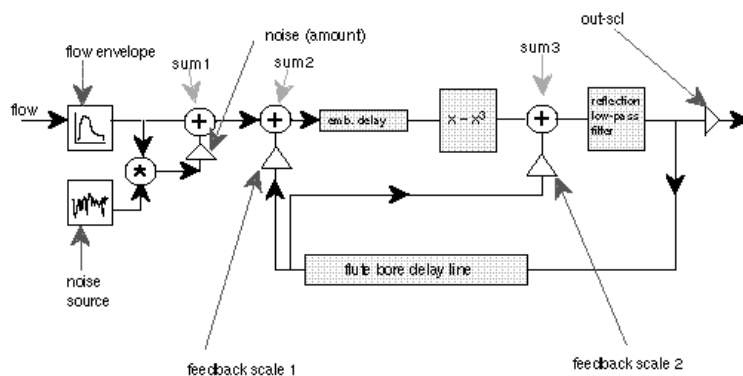 out-scl
noise (amount)
flow envelope
sum1
sum2
sum3
flow
+
+
emb. delay
x – x³
+
reflection
low-pass
filter
*
flute bore delay line
noise
source
feedback scale 1
feedback scale 2